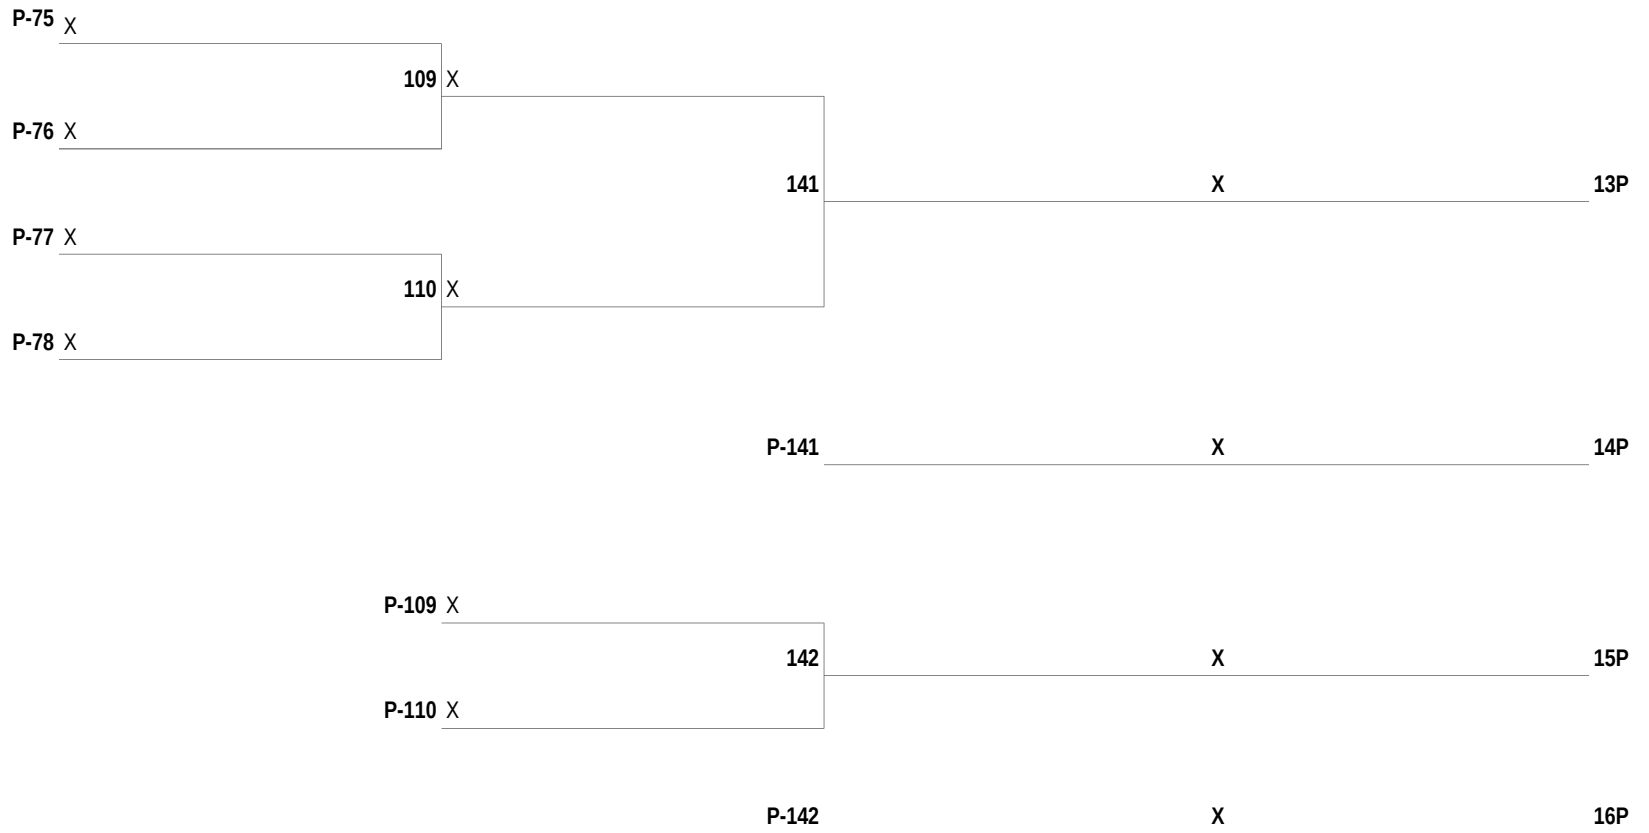 P-75 X
109 X
P-76 X
141 X 13P
P-77 X
110 X
P-78 X
P-141 X 14P
P-109 X
142 X 15P
P-110 X
P-142 X 16P